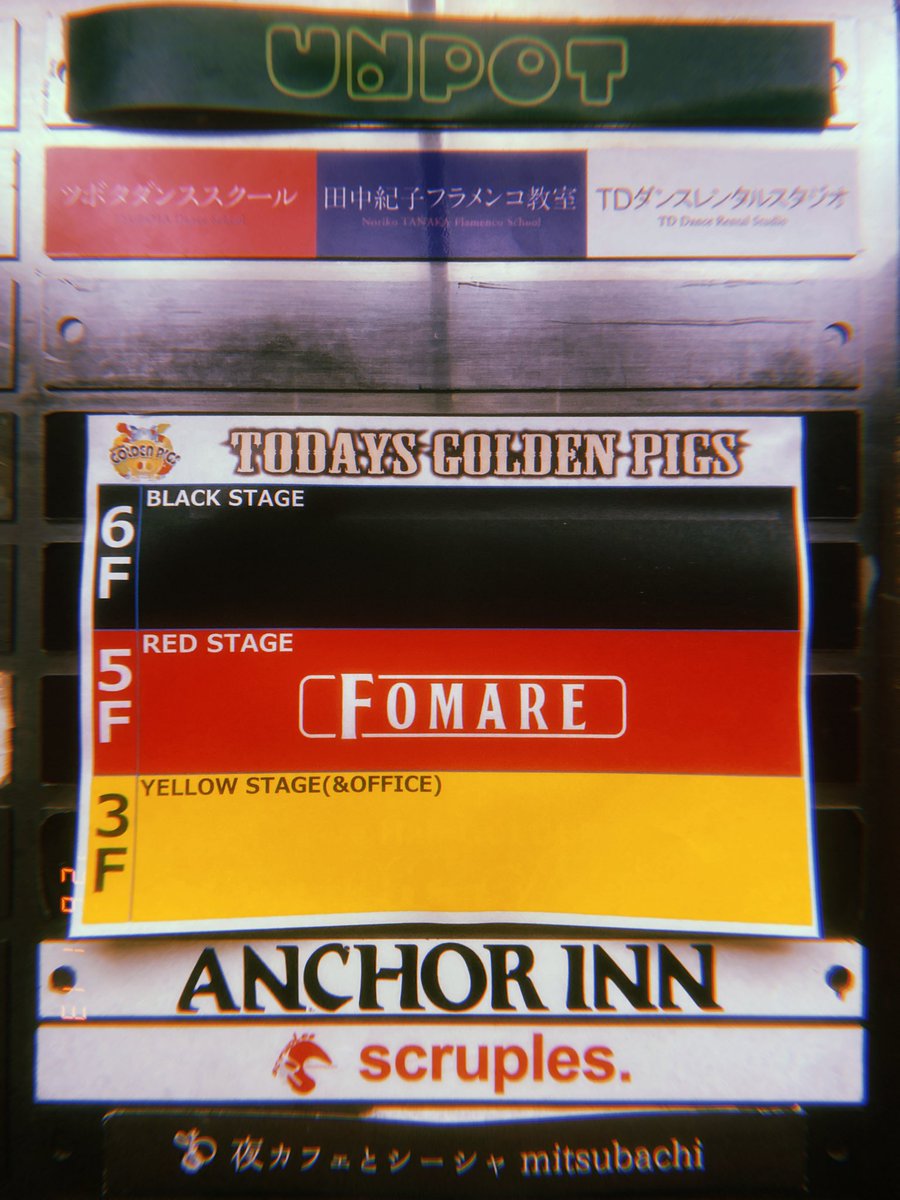 UNPOT
ツボタダンススクール
田中紀子フラメンコ教室
Noriko TANAKA Flamenco School
TDダンスレンタルスタジオ
TD Dance Rental Studio
GOLDEN PIGS
TODAYS GOLDEN PIGS
6F
BLACK STAGE
5F
RED STAGE
FOMARE
3F
YELLOW STAGE(&OFFICE)
ANCHOR INN
scruples.
夜カフェとシーシャ mitsubachi